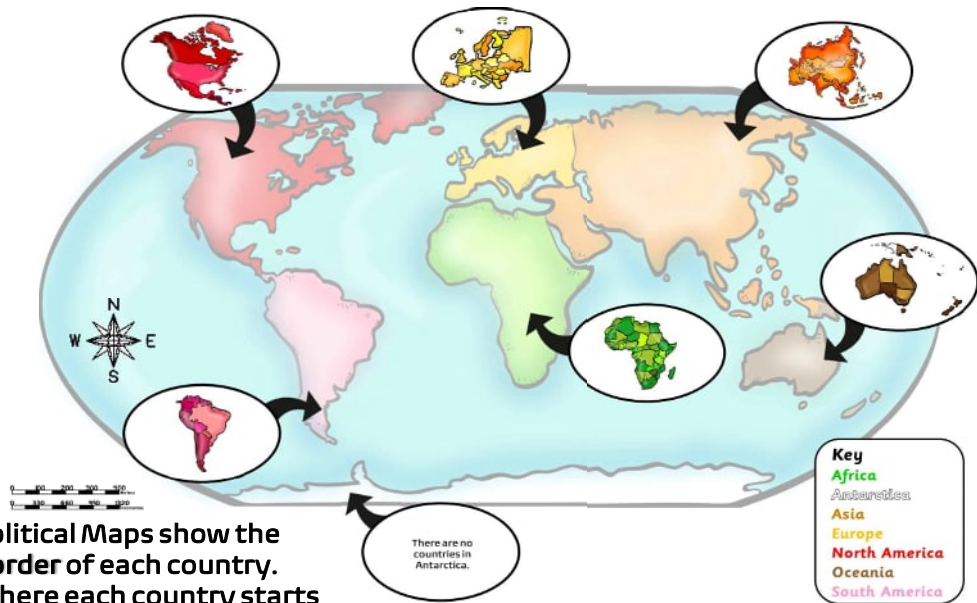 N
W E
S
There are no
countries in
Antarctica.
Key
Africa
Antarctica
Asia
Europe
North America
Oceania
South America
olitical Maps show the
order of each country.
here each country starts